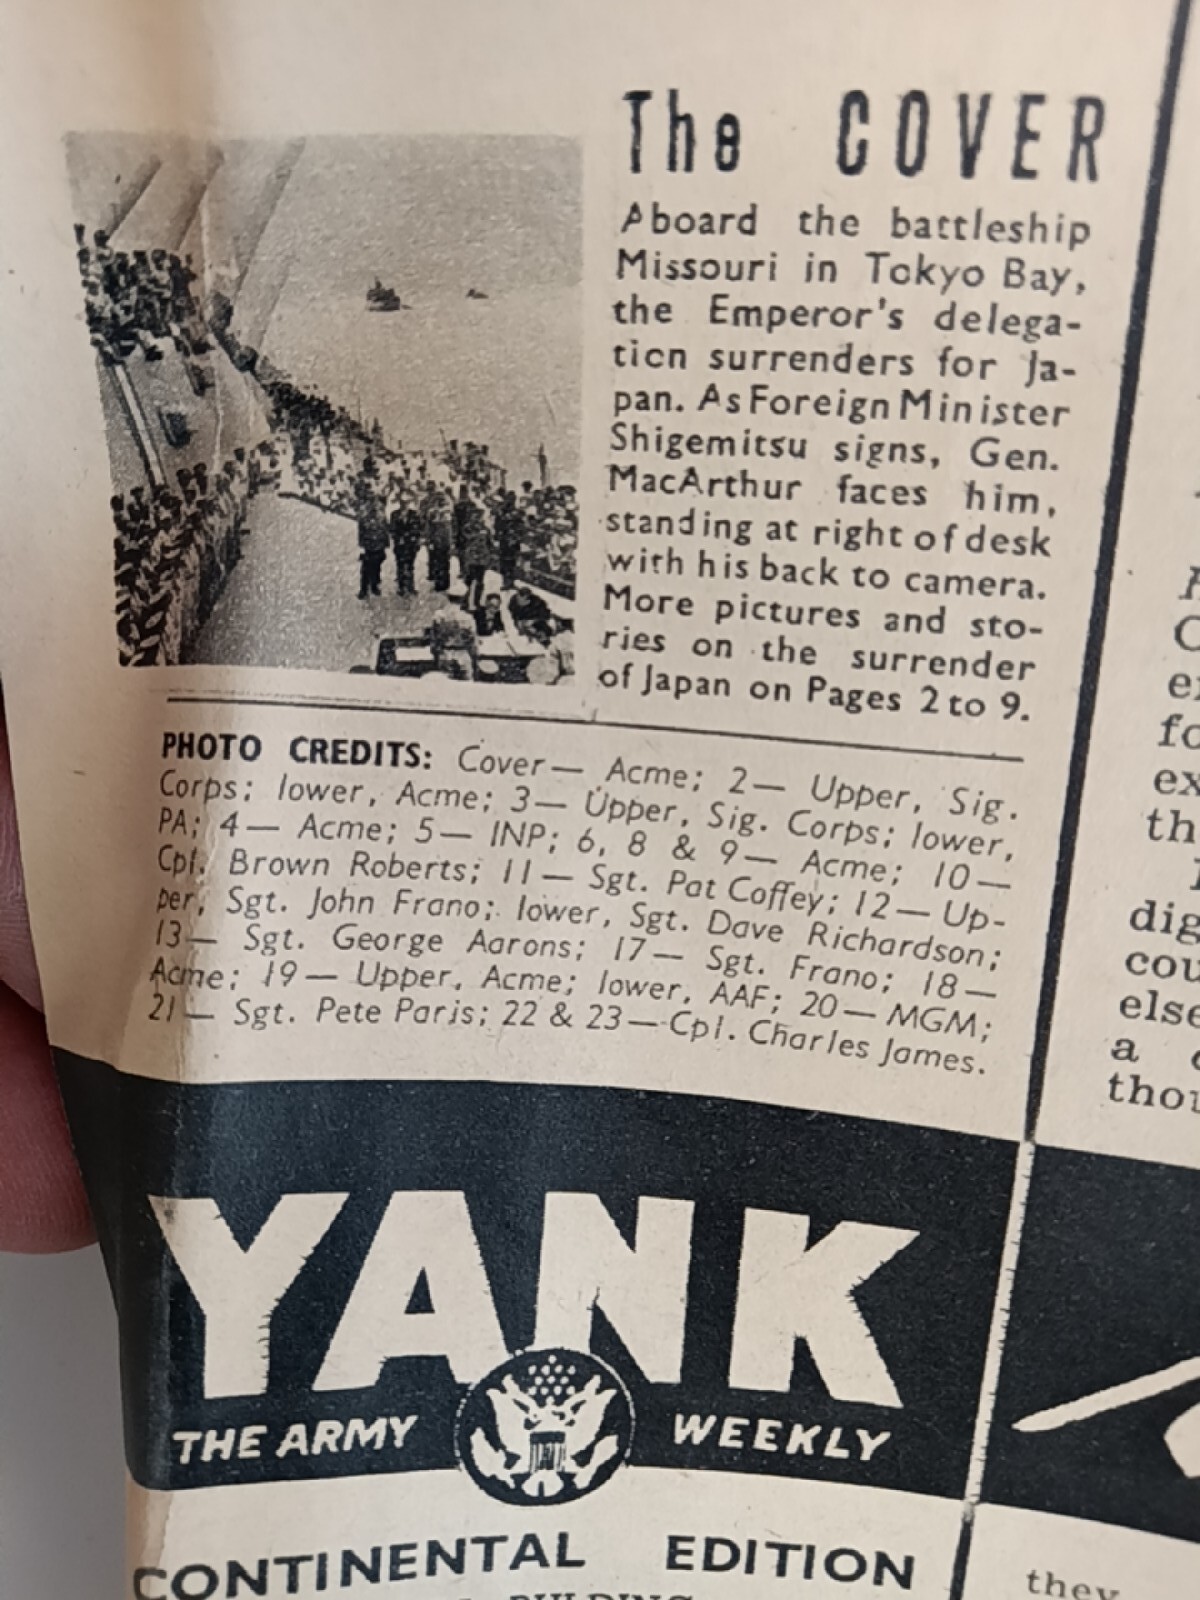 The COVER
Aboard the battleship
Missouri in Tokyo Bay,
the Emperor's delega-
tion surrenders for Ja-
pan. As Foreign Minister
Shigemitsu signs, Gen.
MacArthur faces him,
standing at right of desk
with his back to camera.
More pictures and sto-
ries on the surrender
of Japan on Pages 2 to 9.
PHOTO CREDITS: Cover— Acme; 2— Upper, Sig.
Corps; lower, Acme; 3— Upper, Sig. Corps; lower,
PA; 4— Acme; 5— INP; 6, 8 & 9— Acme; 10—
Cpl. Brown Roberts; 11— Sgt. Pat Coffey; 12— Up-
per, Sgt. John Frano; lower, Sgt. Dave Richardson;
13— Sgt. George Aarons; 17— Sgt. Frano; 18—
Acme; 19— Upper, Acme; lower, AAF; 20— MGM;
21— Sgt. Pete Paris; 22 & 23— Cpl. Charles James.
YANK
THE ARMY WEEKLY
CONTINENTAL EDITION
BUILDING
dig
cou
else
a
thou
they